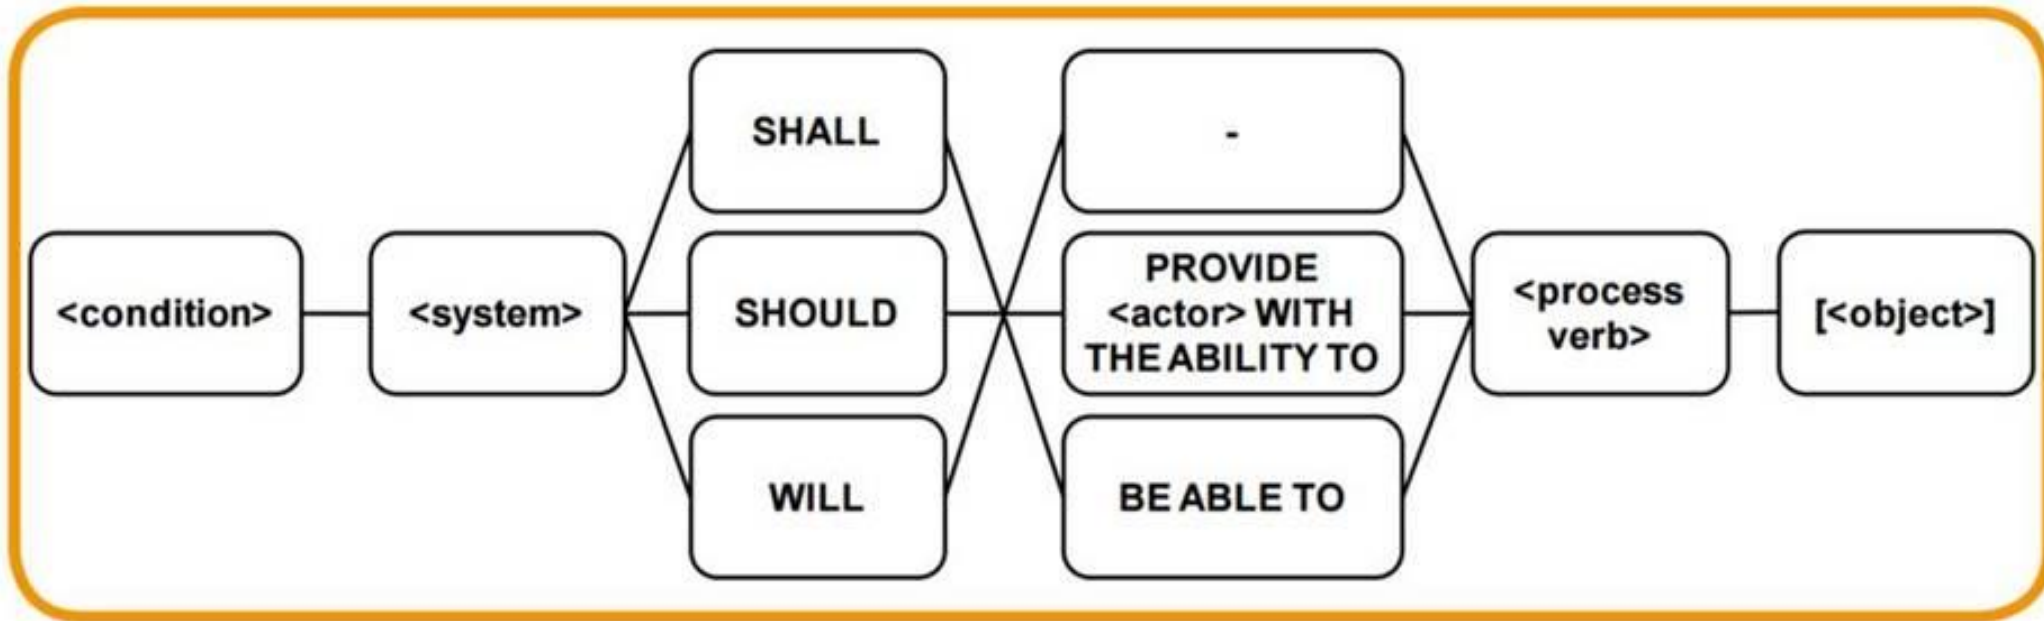 <condition>
<system>
SHALL
SHOULD
WILL
-
PROVIDE
<actor> WITH
THE ABILITY TO
BE ABLE TO
<process
verb>
[<object>]